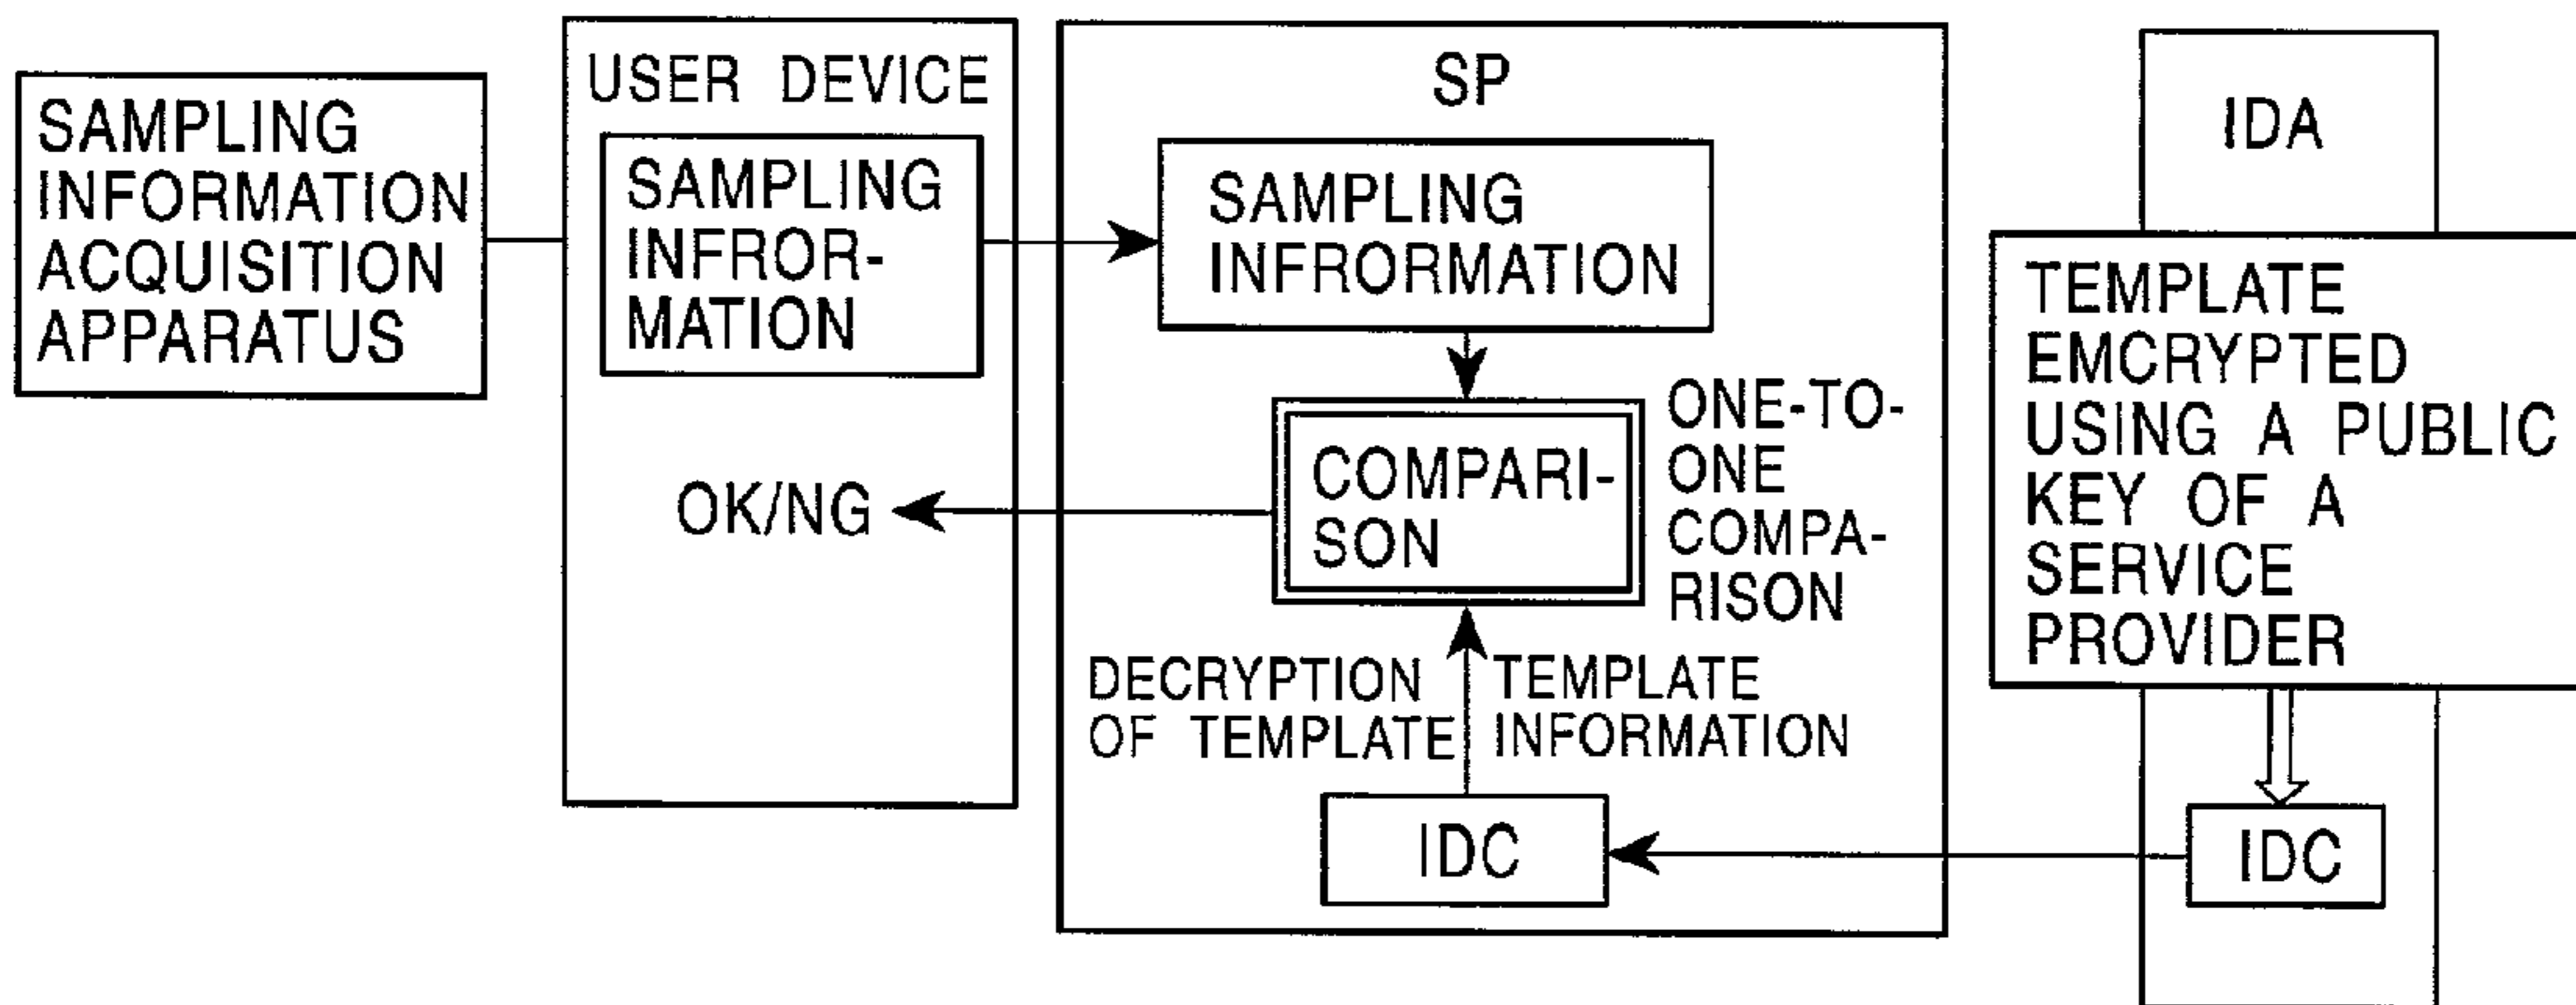 SAMPLING
INFORMATION
ACQUISITION
APPARATUS
USER DEVICE
SAMPLING
INFROR-
MATION
OK/NG
SP
SAMPLING
INFRORMATION
COMPARI-
SON
ONE-TO-
ONE
COMPA-
RISON
DECRYPTION
OF TEMPLATE
TEMPLATE
INFORMATION
IDC
IDA
TEMPLATE
EMCRYPTED
USING A PUBLIC
KEY OF A
SERVICE
PROVIDER
IDC